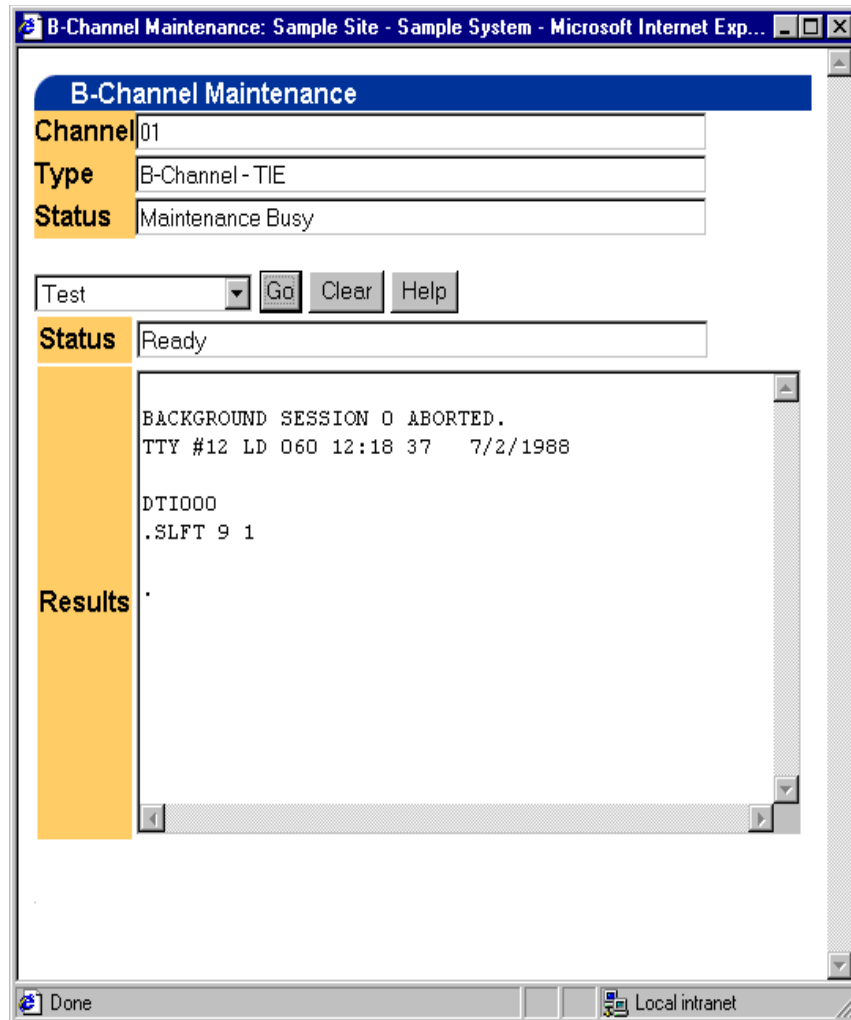 B-Channel Maintenance: Sample Site - Sample System - Microsoft Internet Exp...
B-Channel Maintenance
Channel 01
Type B-Channel - TIE
Status Maintenance Busy
Test Go Clear Help
Status Ready
BACKGROUND SESSION 0 ABORTED.
TTY #12 LD 060 12:18 37 7/2/1988
DTI000
.SLFT 9 1
Results .
Done Local intranet